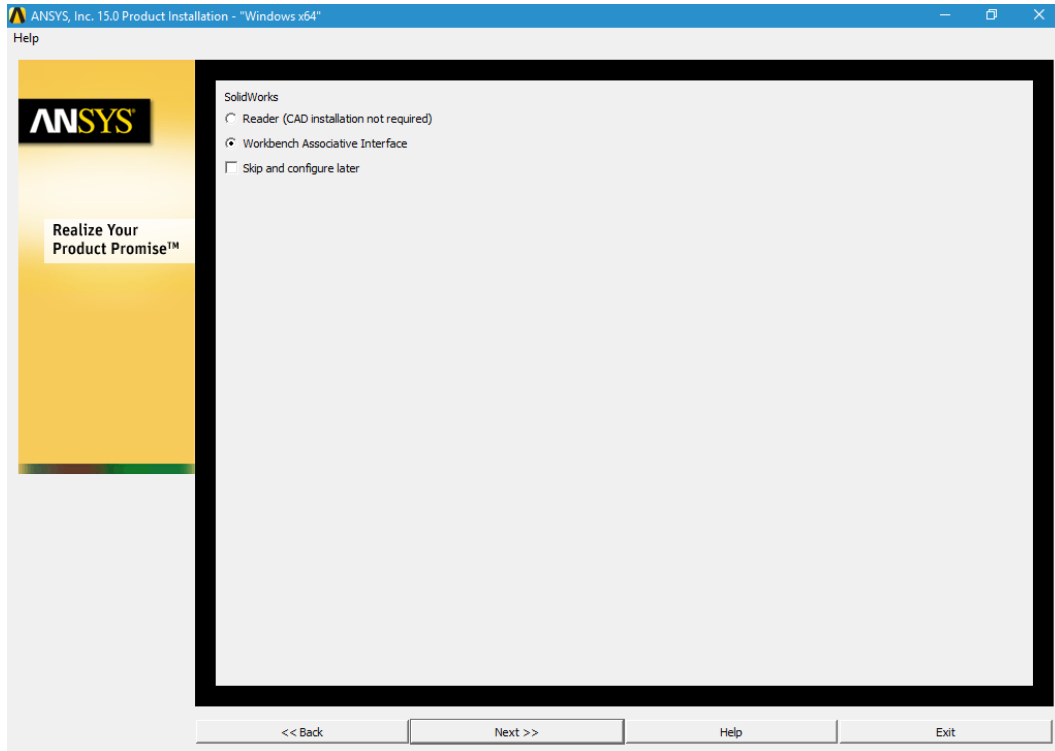 ANSYS, Inc. 15.0 Product Installation - "Windows x64"
Help
ANSYS
Realize Your
Product Promise™
SolidWorks
Reader (CAD installation not required)
Workbench Associative Interface
Skip and configure later
<< Back
Next >>
Help
Exit